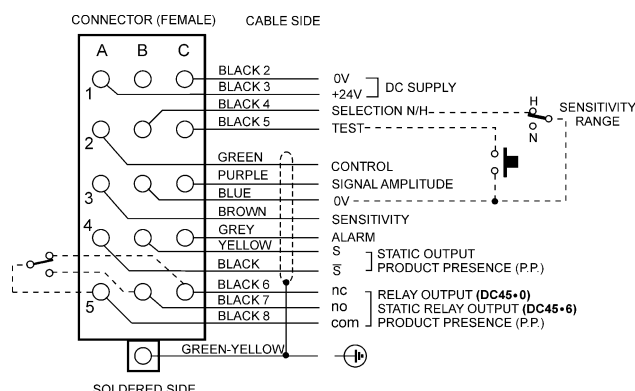 CONNECTOR (FEMALE) CABLE SIDE
A B C
1
2
3
4
5
BLACK 2 0V
BLACK 3 +24V
DC SUPPLY
BLACK 4 SELECTION N/H
BLACK 5 TEST
H
N
SENSITIVITY
RANGE
GREEN CONTROL
PURPLE SIGNAL AMPLITUDE
BLUE 0V
BROWN SENSITIVITY
GREY ALARM
YELLOW S
BLACK S̅
STATIC OUTPUT
PRODUCT PRESENCE (P.P.)
BLACK 6 nc
BLACK 7 no
BLACK 8 com
RELAY OUTPUT (DC45•0)
STATIC RELAY OUTPUT (DC45•6)
PRODUCT PRESENCE (P.P.)
GREEN-YELLOW
SOLDERED SIDE